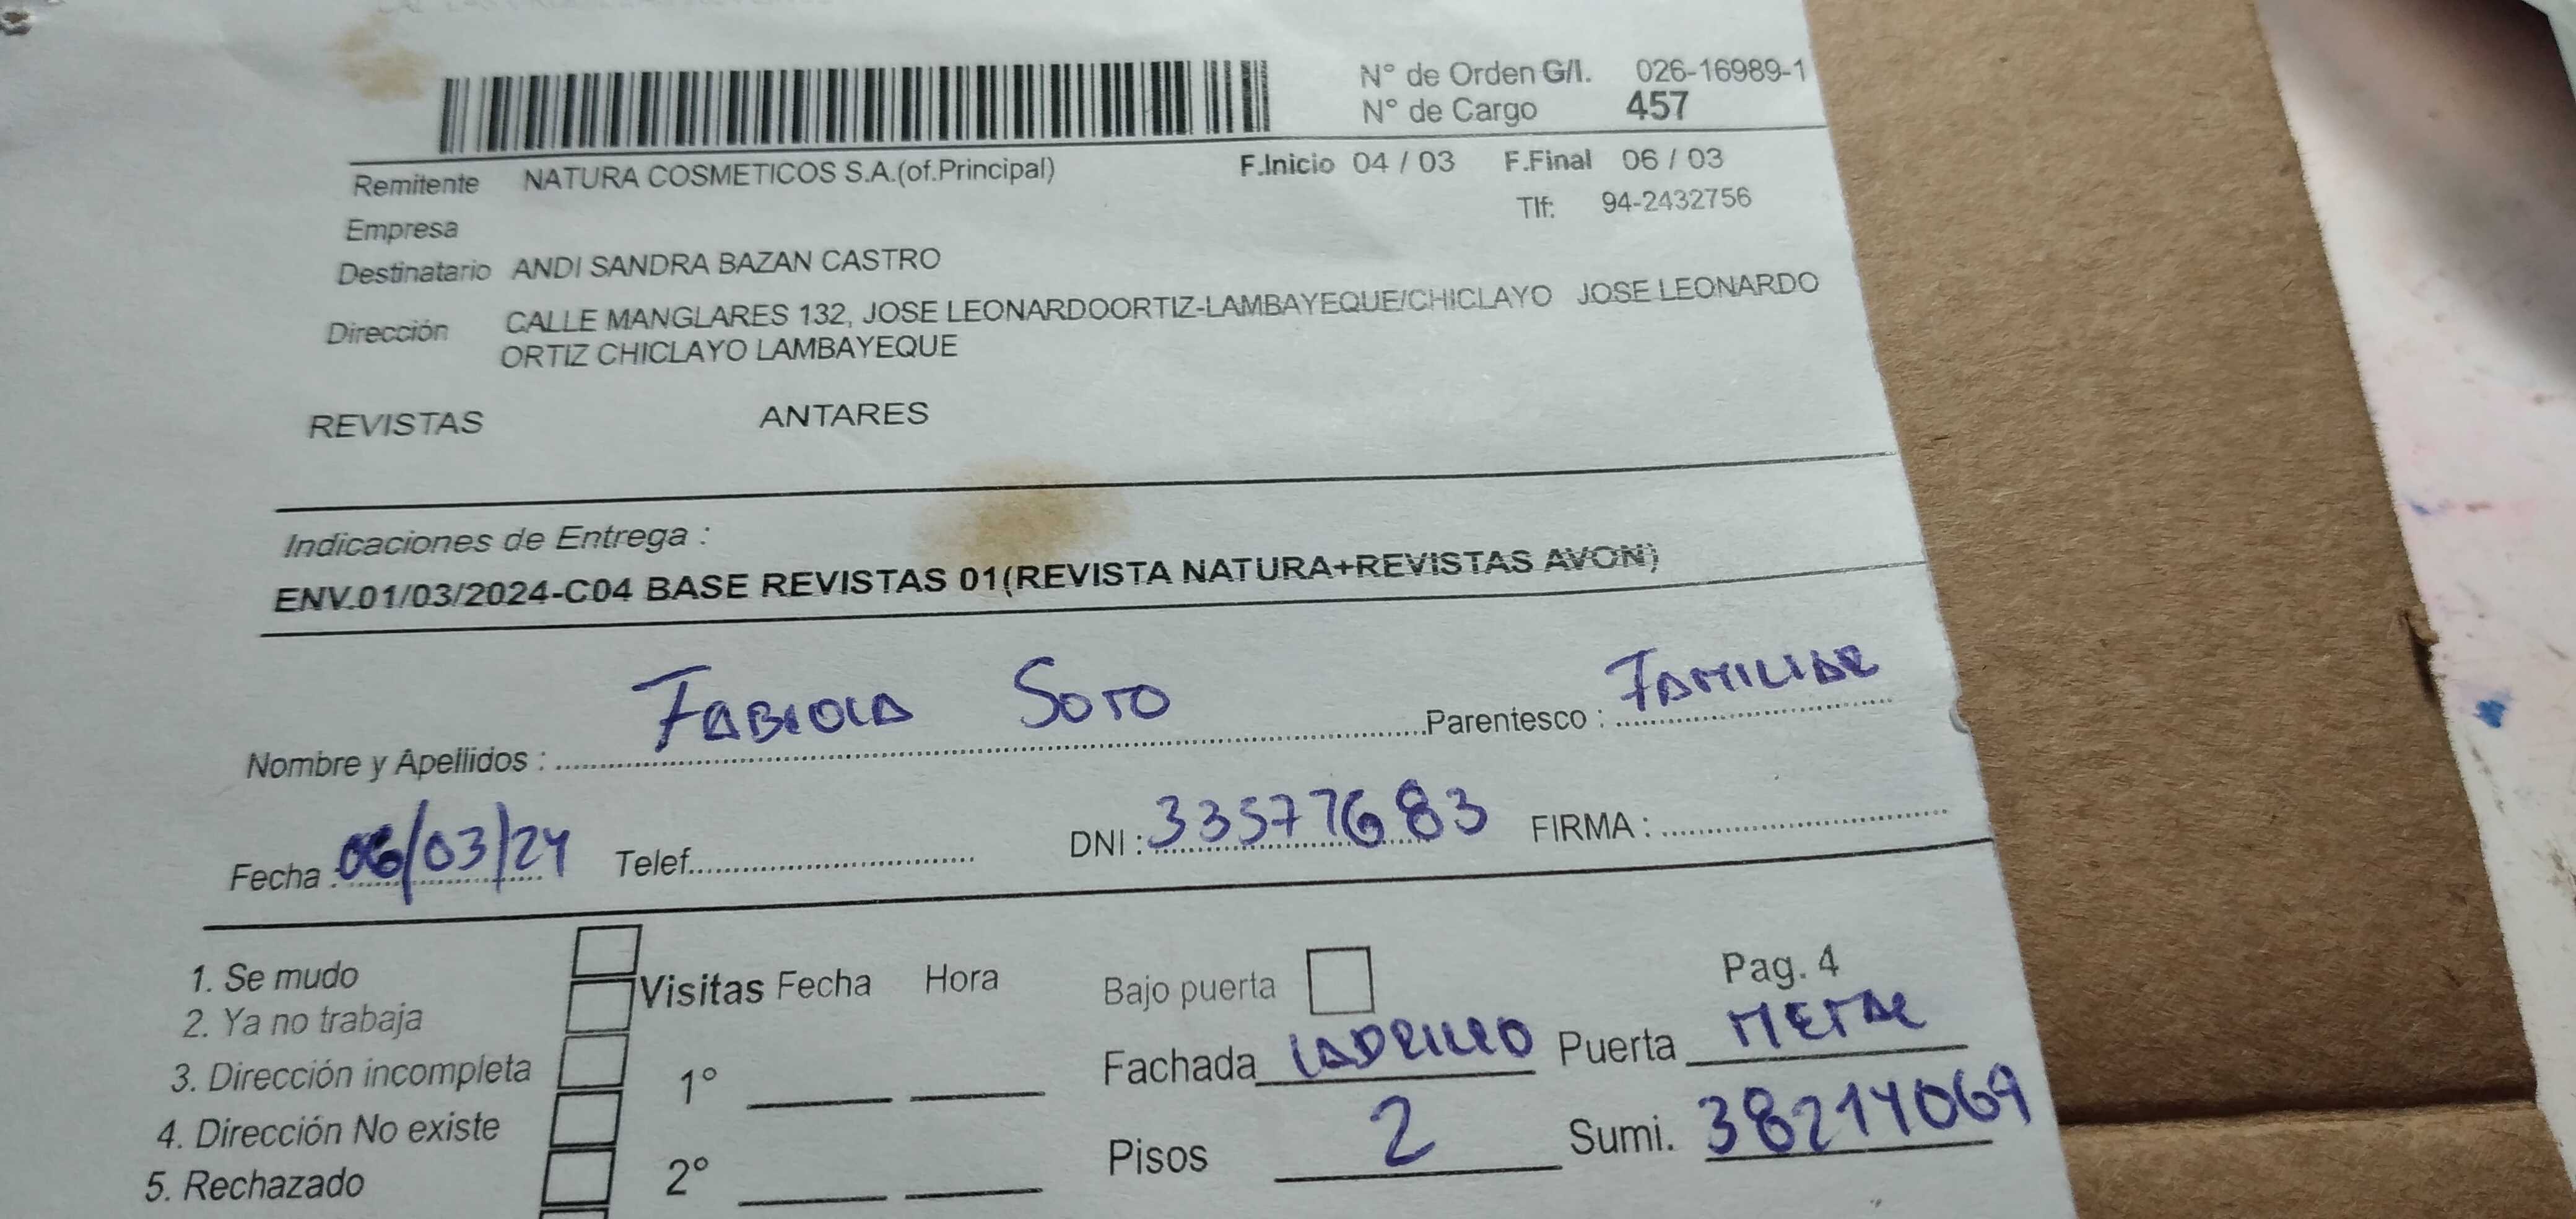 N° de Orden G/I. 026-16989-1
N° de Cargo 457
Remitente NATURA COSMETICOS S.A.(of.Principal) F.Inicio 04 / 03 F.Final 06 / 03
Tlf: 94-2432756
Empresa
Destinatario ANDI SANDRA BAZAN CASTRO
Dirección CALLE MANGLARES 132, JOSE LEONARDOORTIZ-LAMBAYEQUE/CHICLAYO JOSE LEONARDO
ORTIZ CHICLAYO LAMBAYEQUE
REVISTAS ANTARES
Indicaciones de Entrega :
ENV.01/03/2024-C04 BASE REVISTAS 01(REVISTA NATURA+REVISTAS AVON)
Nombre y Apellidos : FABIOLA SOTO Parentesco : FAMILIAR
Fecha : 06/03/24 Telef. DNI : 33577683 FIRMA :
1. Se mudo
2. Ya no trabaja
3. Dirección incompleta
4. Dirección No existe
5. Rechazado
Visitas Fecha Hora
1°
2°
Bajo puerta Pag. 4
Fachada LADRILLO Puerta METAL
Pisos 2 Sumi. 38214069